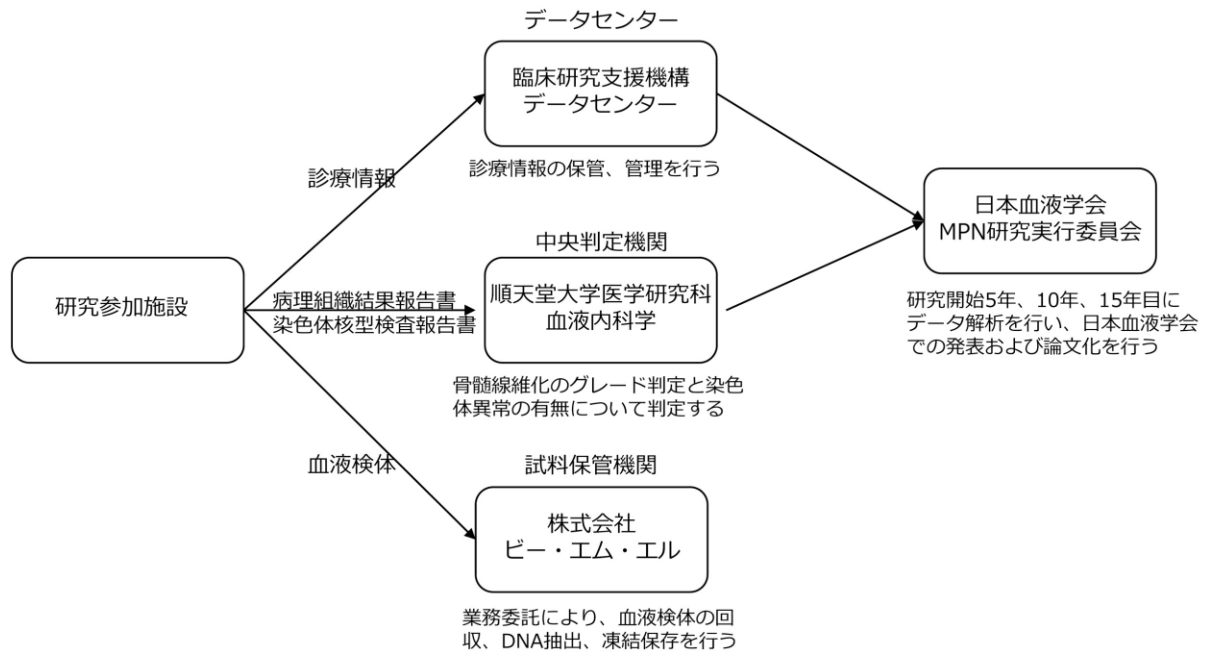 データセンター
臨床研究支援機構
データセンター
診療情報の保管、管理を行う
診療情報
日本血液学会
MPN研究実行委員会
研究開始5年、10年、15年目に
データ解析を行い、日本血液学会
での発表および論文化を行う
中央判定機関
順天堂大学医学研究科
血液内科学
骨髄線維化のグレード判定と染色
体異常の有無について判定する
研究参加施設
病理組織結果報告書
染色体核型検査報告書
血液検体
試料保管機関
株式会社
ビー・エム・エル
業務委託により、血液検体の回
収、DNA抽出、凍結保存を行う